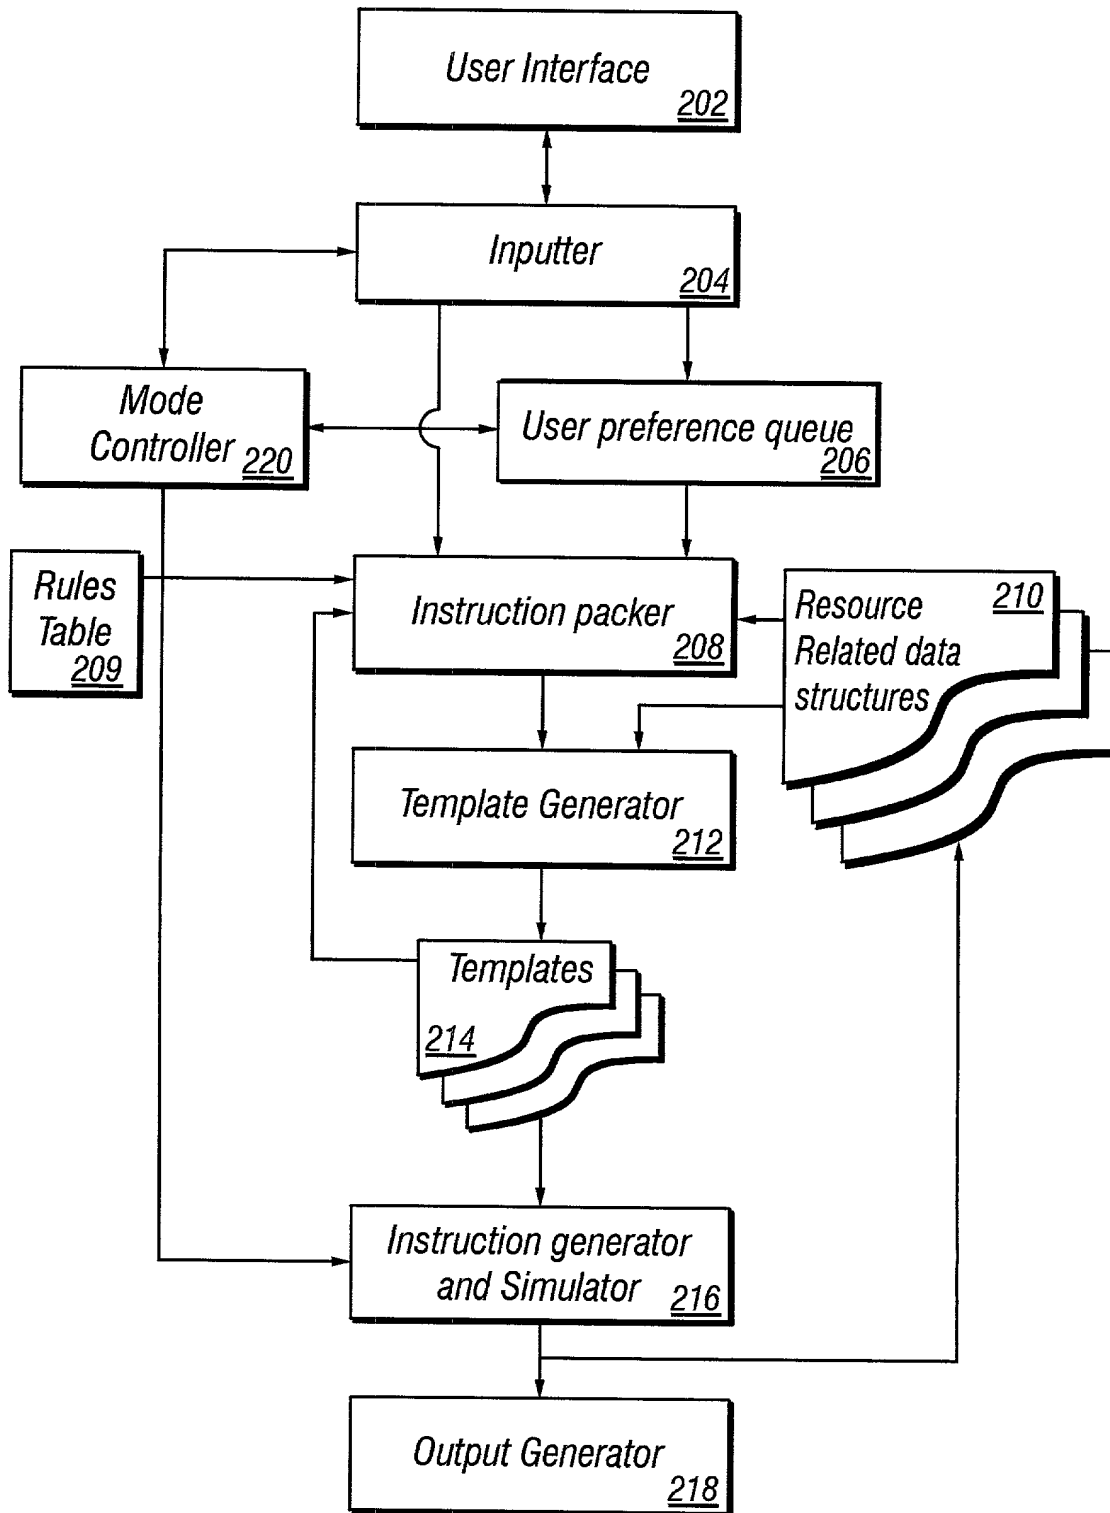 User Interface
202
Inputter
204
Mode
Controller
220
User preference queue
206
Rules
Table
209
Instruction packer
208
210
Resource
Related data
structures
Template Generator
212
Templates
214
Instruction generator
and Simulator
216
Output Generator
218